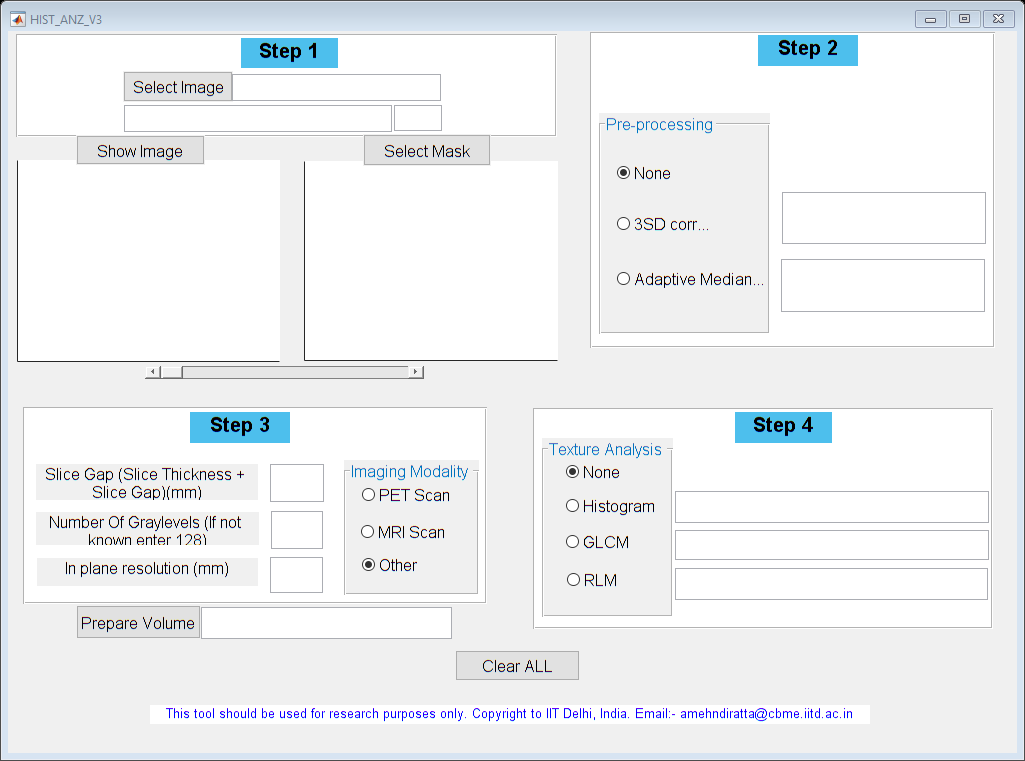 HIST_ANZ_V3
Step 1
Select Image
Show Image
Select Mask
Step 2
Pre-processing
None
3SD corr...
Adaptive Median...
Step 3
Slice Gap (Slice Thickness +
Slice Gap)(mm)
Number Of Graylevels (If not
known enter 128)
In plane resolution (mm)
Imaging Modality
PET Scan
MRI Scan
Other
Prepare Volume
Step 4
Texture Analysis
None
Histogram
GLCM
RLM
Clear ALL
This tool should be used for research purposes only. Copyright to IIT Delhi, India. Email:- amehndiratta@cbme.iitd.ac.in